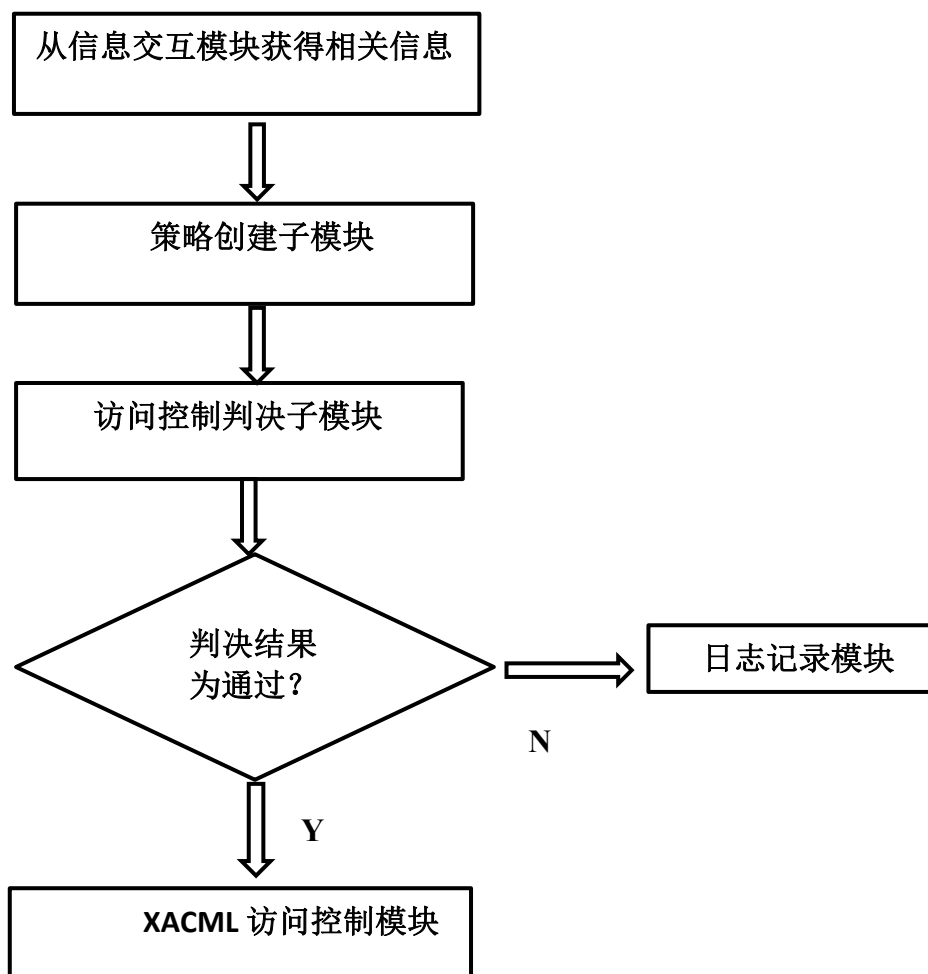 从信息交互模块获得相关信息
策略创建子模块
访问控制判决子模块
判决结果
为通过？
日志记录模块
N
Y
XACML 访问控制模块